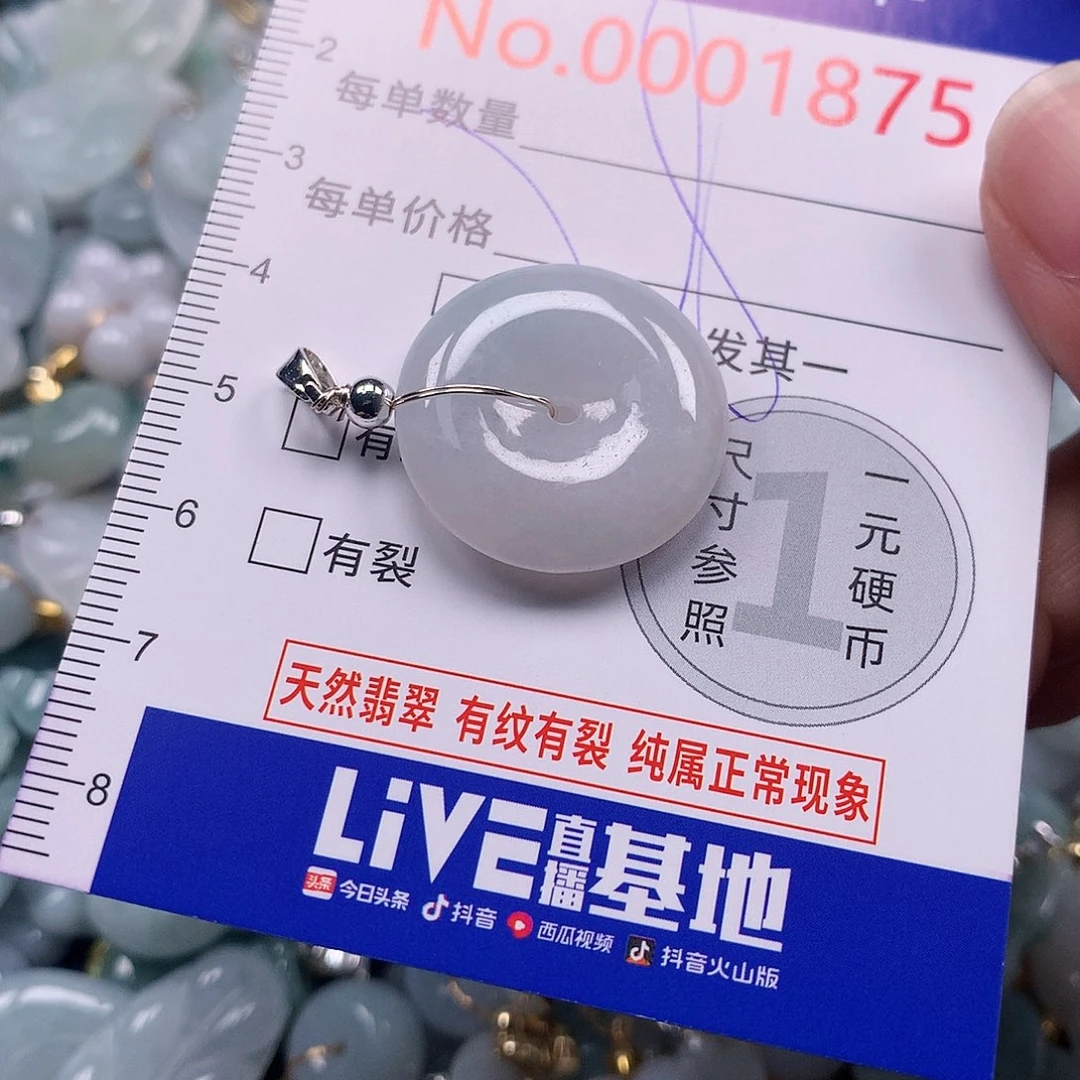 No.0001875
2
每单数量
3
每单价格
4
发其一
5
有
尺寸参照
1
一元硬币
6
有裂
7
天然翡翠 有纹有裂 纯属正常现象
8
LiVE直播基地
头条 今日头条 抖音 西瓜视频 抖音火山版